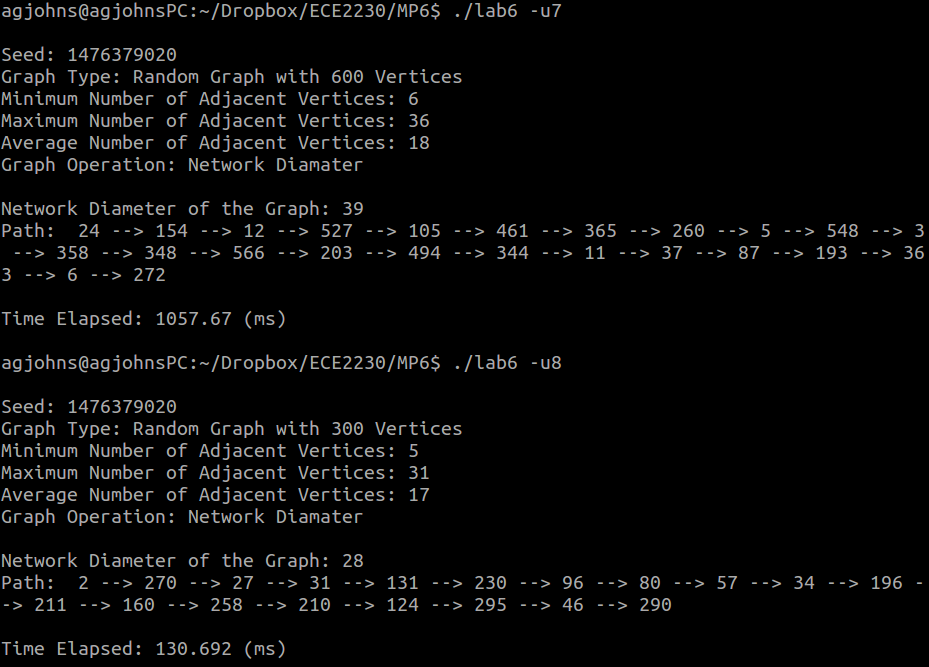 agjohns@agjohnsPC:~/Dropbox/ECE2230/MP6$ ./lab6 -u7
Seed: 1476379020
Graph Type: Random Graph with 600 Vertices
Minimum Number of Adjacent Vertices: 6
Maximum Number of Adjacent Vertices: 36
Average Number of Adjacent Vertices: 18
Graph Operation: Network Diamater
Network Diameter of the Graph: 39
Path:  24 --> 154 --> 12 --> 527 --> 105 --> 461 --> 365 --> 260 --> 5 --> 548 --> 3
 --> 358 --> 348 --> 566 --> 203 --> 494 --> 344 --> 11 --> 37 --> 87 --> 193 --> 36
3 --> 6 --> 272
Time Elapsed: 1057.67 (ms)
agjohns@agjohnsPC:~/Dropbox/ECE2230/MP6$ ./lab6 -u8
Seed: 1476379020
Graph Type: Random Graph with 300 Vertices
Minimum Number of Adjacent Vertices: 5
Maximum Number of Adjacent Vertices: 31
Average Number of Adjacent Vertices: 17
Graph Operation: Network Diamater
Network Diameter of the Graph: 28
Path:  2 --> 270 --> 27 --> 31 --> 131 --> 230 --> 96 --> 80 --> 57 --> 34 --> 196 -
-> 211 --> 160 --> 258 --> 210 --> 124 --> 295 --> 46 --> 290
Time Elapsed: 130.692 (ms)